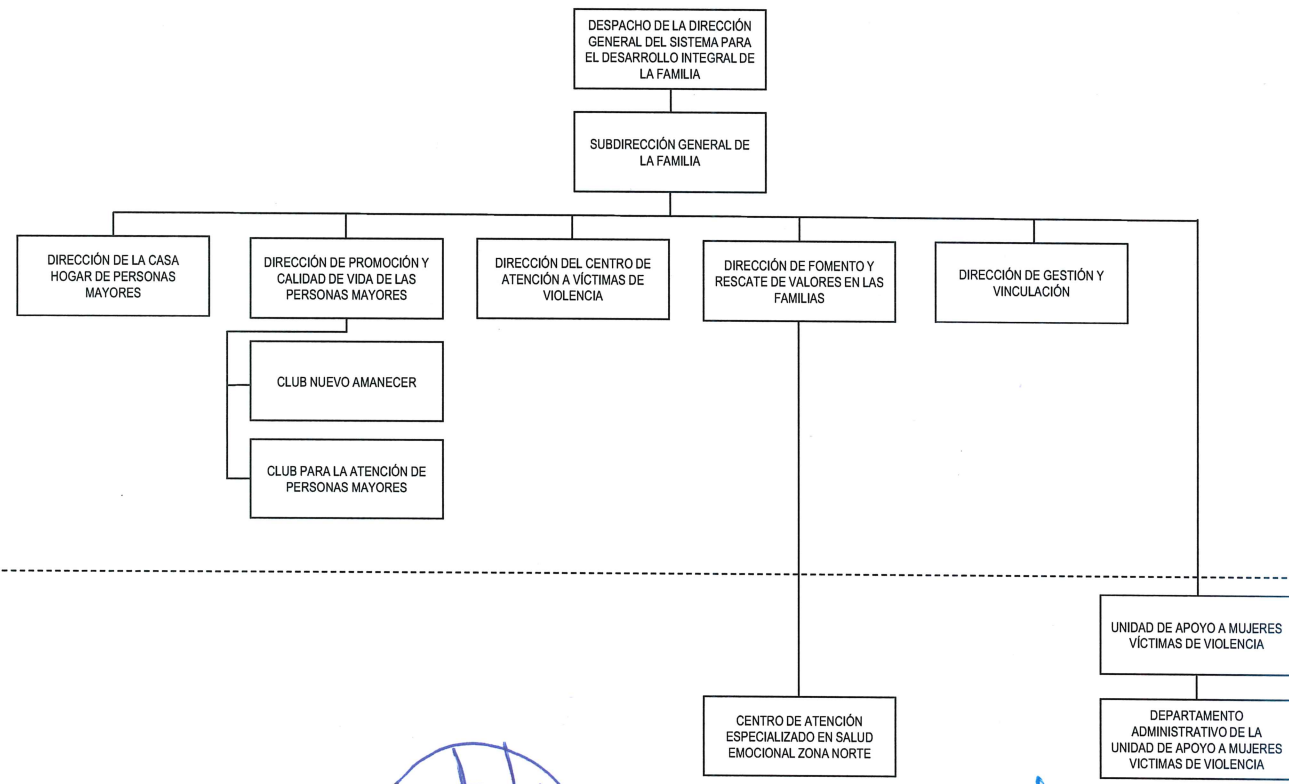 DESPACHO DE LA DIRECCIÓN
GENERAL DEL SISTEMA PARA
EL DESARROLLO INTEGRAL DE
LA FAMILIA
SUBDIRECCIÓN GENERAL DE
LA FAMILIA
DIRECCIÓN DE LA CASA
HOGAR DE PERSONAS
MAYORES
DIRECCIÓN DE PROMOCIÓN Y
CALIDAD DE VIDA DE LAS
PERSONAS MAYORES
DIRECCIÓN DEL CENTRO DE
ATENCIÓN A VÍCTIMAS DE
VIOLENCIA
DIRECCIÓN DE FOMENTO Y
RESCATE DE VALORES EN LAS
FAMILIAS
DIRECCIÓN DE GESTIÓN Y
VINCULACIÓN
CLUB NUEVO AMANECER
CLUB PARA LA ATENCIÓN DE
PERSONAS MAYORES
UNIDAD DE APOYO A MUJERES
VÍCTIMAS DE VIOLENCIA
CENTRO DE ATENCIÓN
ESPECIALIZADO EN SALUD
EMOCIONAL ZONA NORTE
DEPARTAMENTO
ADMINISTRATIVO DE LA
UNIDAD DE APOYO A MUJERES
VICTIMAS DE VIOLENCIA